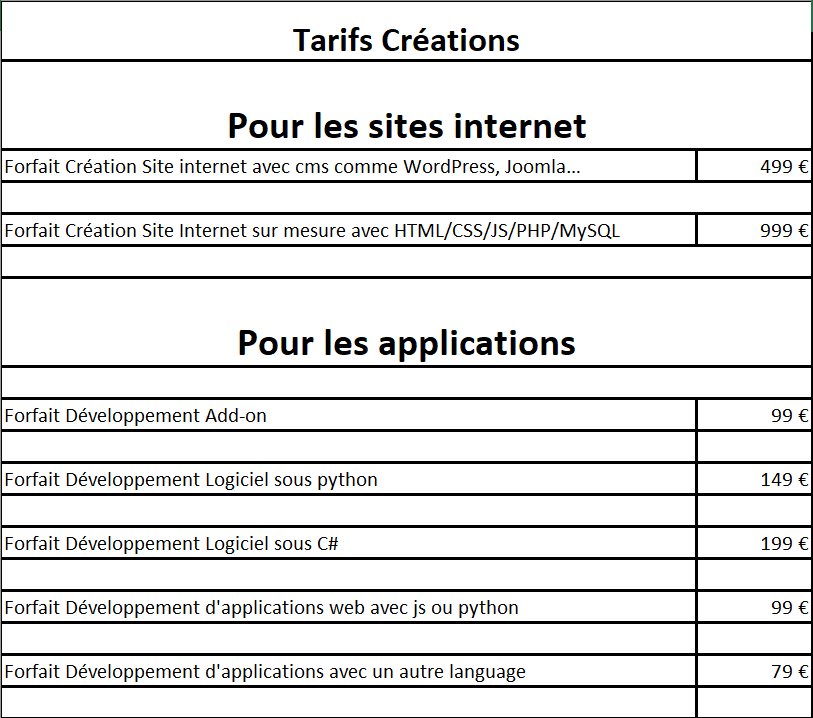 Tarifs Créations
Pour les sites internet
Forfait Création Site internet avec cms comme WordPress, Joomla... 499 €
Forfait Création Site Internet sur mesure avec HTML/CSS/JS/PHP/MySQL 999 €
Pour les applications
Forfait Développement Add-on 99 €
Forfait Développement Logiciel sous python 149 €
Forfait Développement Logiciel sous C# 199 €
Forfait Développement d'applications web avec js ou python 99 €
Forfait Développement d'applications avec un autre language 79 €